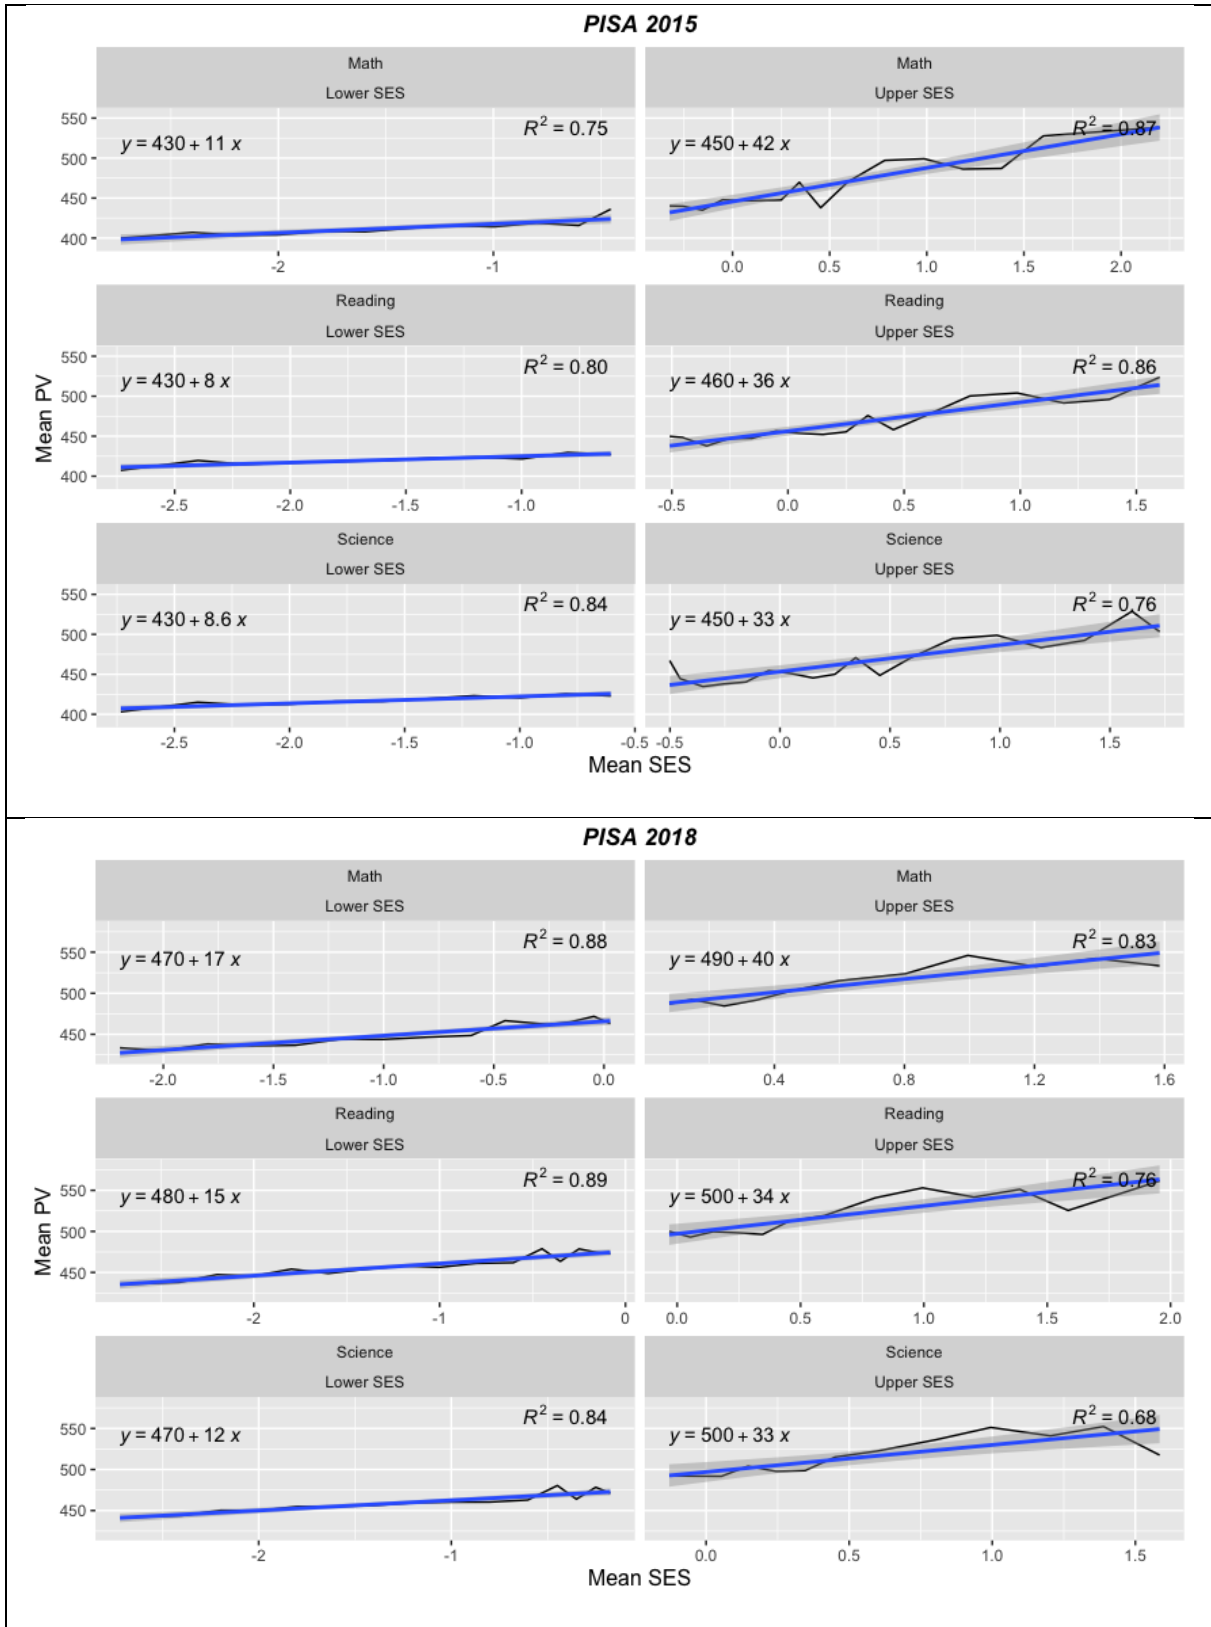 PISA 2015
Math Math
Lower SES Upper SES
550
500
450
400
y = 430 + 11 x R² = 0.75
y = 450 + 42 x R² = 0.87
-2 -1 0.0 0.5 1.0 1.5 2.0
Reading Reading
Lower SES Upper SES
550
500
450
400
y = 430 + 8 x R² = 0.80
y = 460 + 36 x R² = 0.86
-2.5 -2.0 -1.5 -1.0 -0.5 0.0 0.5 1.0 1.5
Mean PV
Science Science
Lower SES Upper SES
550
500
450
400
y = 430 + 8.6 x R² = 0.84
y = 450 + 33 x R² = 0.76
-2.5 -2.0 -1.5 -1.0 -0.5 -0.5 0.0 0.5 1.0 1.5
Mean SES
PISA 2018
Math Math
Lower SES Upper SES
550
500
450
y = 470 + 17 x R² = 0.88
y = 490 + 40 x R² = 0.83
-2.0 -1.5 -1.0 -0.5 0.0 0.4 0.8 1.2 1.6
Reading Reading
Lower SES Upper SES
550
500
450
y = 480 + 15 x R² = 0.89
y = 500 + 34 x R² = 0.76
-2 -1 0 0.0 0.5 1.0 1.5 2.0
Mean PV
Science Science
Lower SES Upper SES
550
500
450
y = 470 + 12 x R² = 0.84
y = 500 + 33 x R² = 0.68
-2 -1 0.0 0.5 1.0 1.5
Mean SES